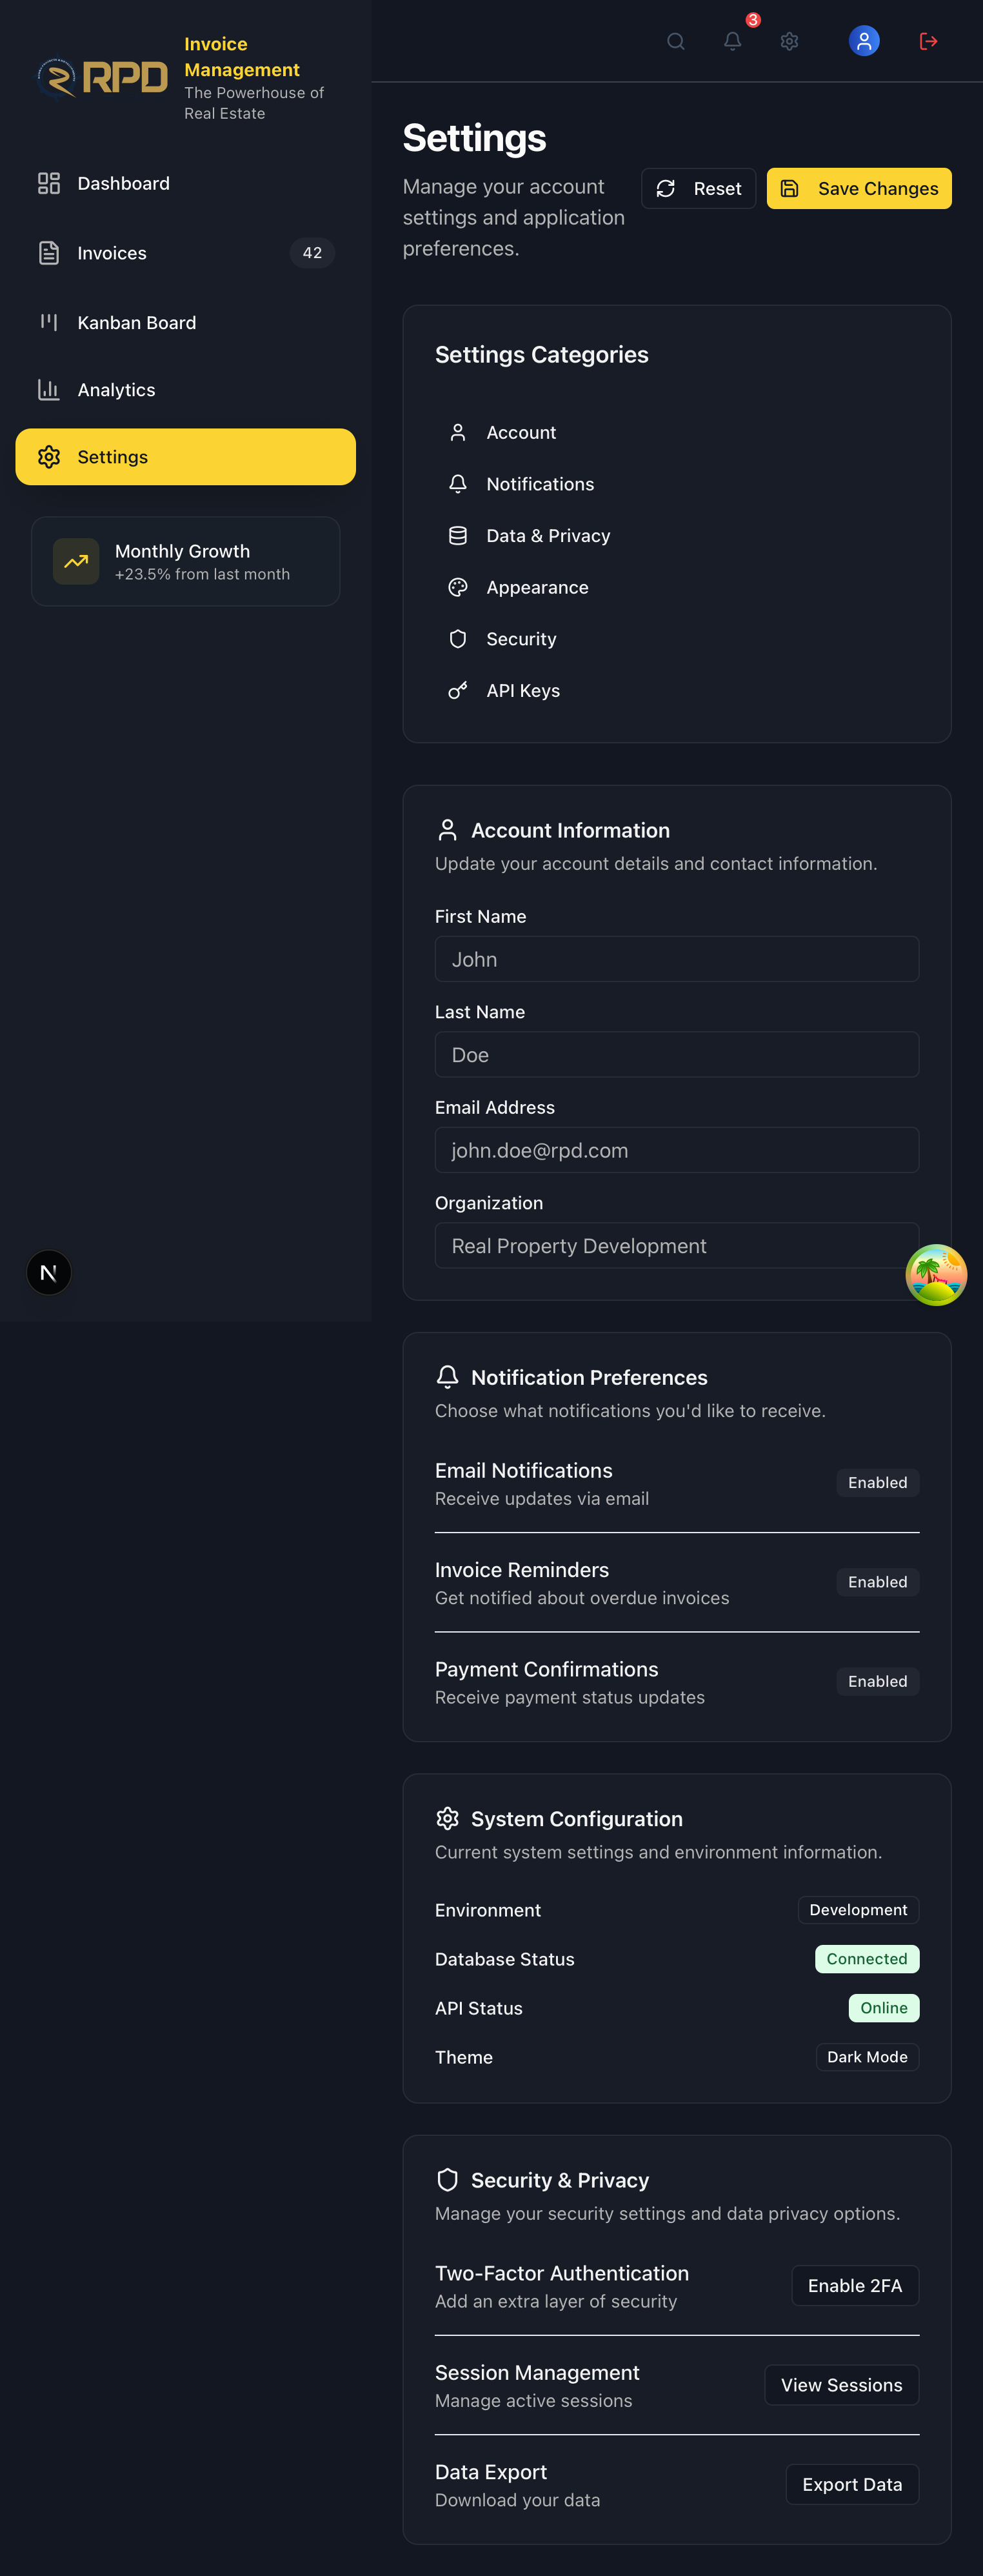 RPD
Invoice
Management
The Powerhouse of
Real Estate
Dashboard
Invoices
42
Kanban Board
Analytics
Settings
Monthly Growth
+23.5% from last month
N
3
Settings
Manage your account
settings and application
preferences.
Reset
Save Changes
Settings Categories
Account
Notifications
Data & Privacy
Appearance
Security
API Keys
Account Information
Update your account details and contact information.
First Name
John
Last Name
Doe
Email Address
john.doe@rpd.com
Organization
Real Property Development
Notification Preferences
Choose what notifications you'd like to receive.
Email Notifications
Receive updates via email
Enabled
Invoice Reminders
Get notified about overdue invoices
Enabled
Payment Confirmations
Receive payment status updates
Enabled
System Configuration
Current system settings and environment information.
Environment
Development
Database Status
Connected
API Status
Online
Theme
Dark Mode
Security & Privacy
Manage your security settings and data privacy options.
Two-Factor Authentication
Add an extra layer of security
Enable 2FA
Session Management
Manage active sessions
View Sessions
Data Export
Download your data
Export Data